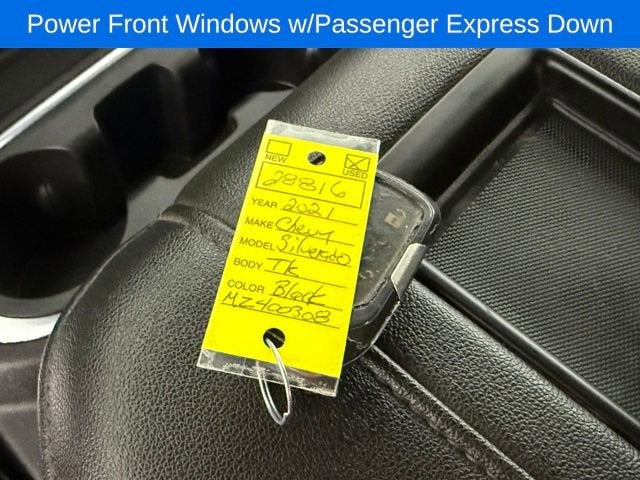 Power Front Windows w/Passenger Express Down
NEW USED
28816
YEAR 2021
MAKE Chevy
MODEL Silverado
BODY Tk
COLOR Black
MZ400308